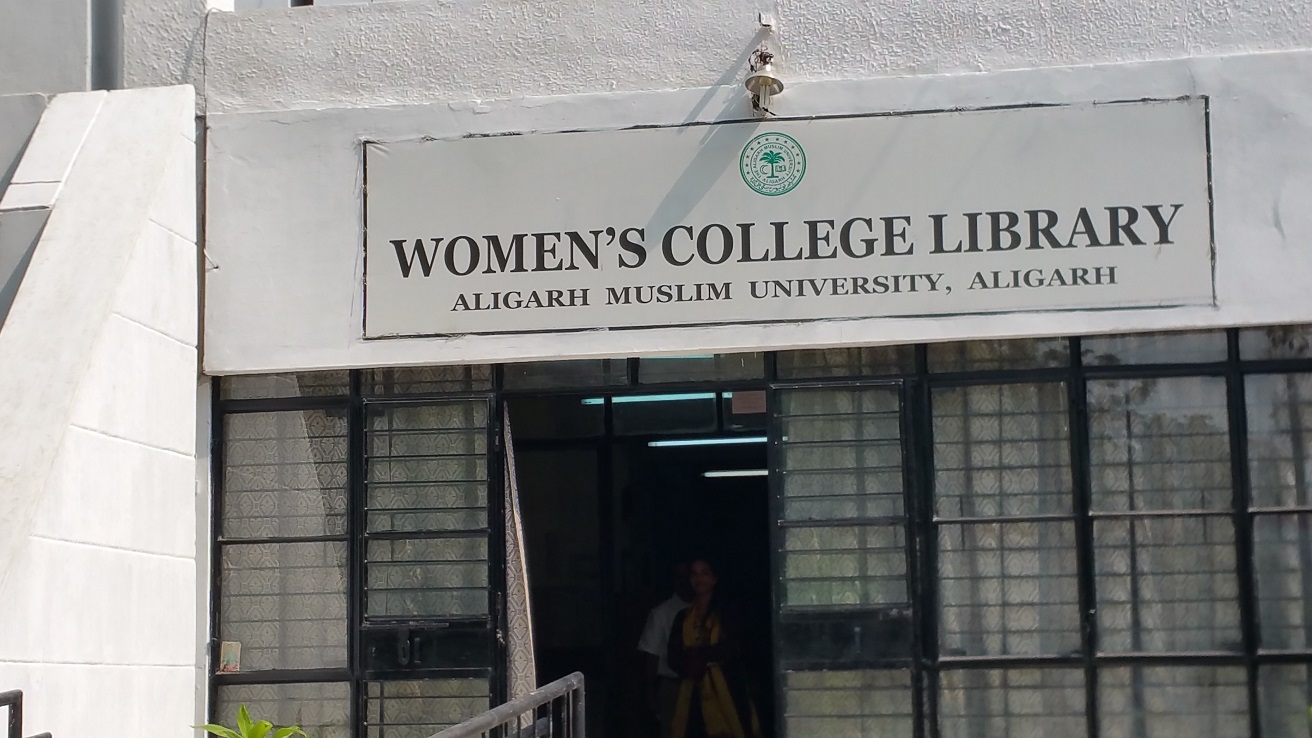 WOMEN'S COLLEGE LIBRARY
ALIGARH MUSLIM UNIVERSITY, ALIGARH